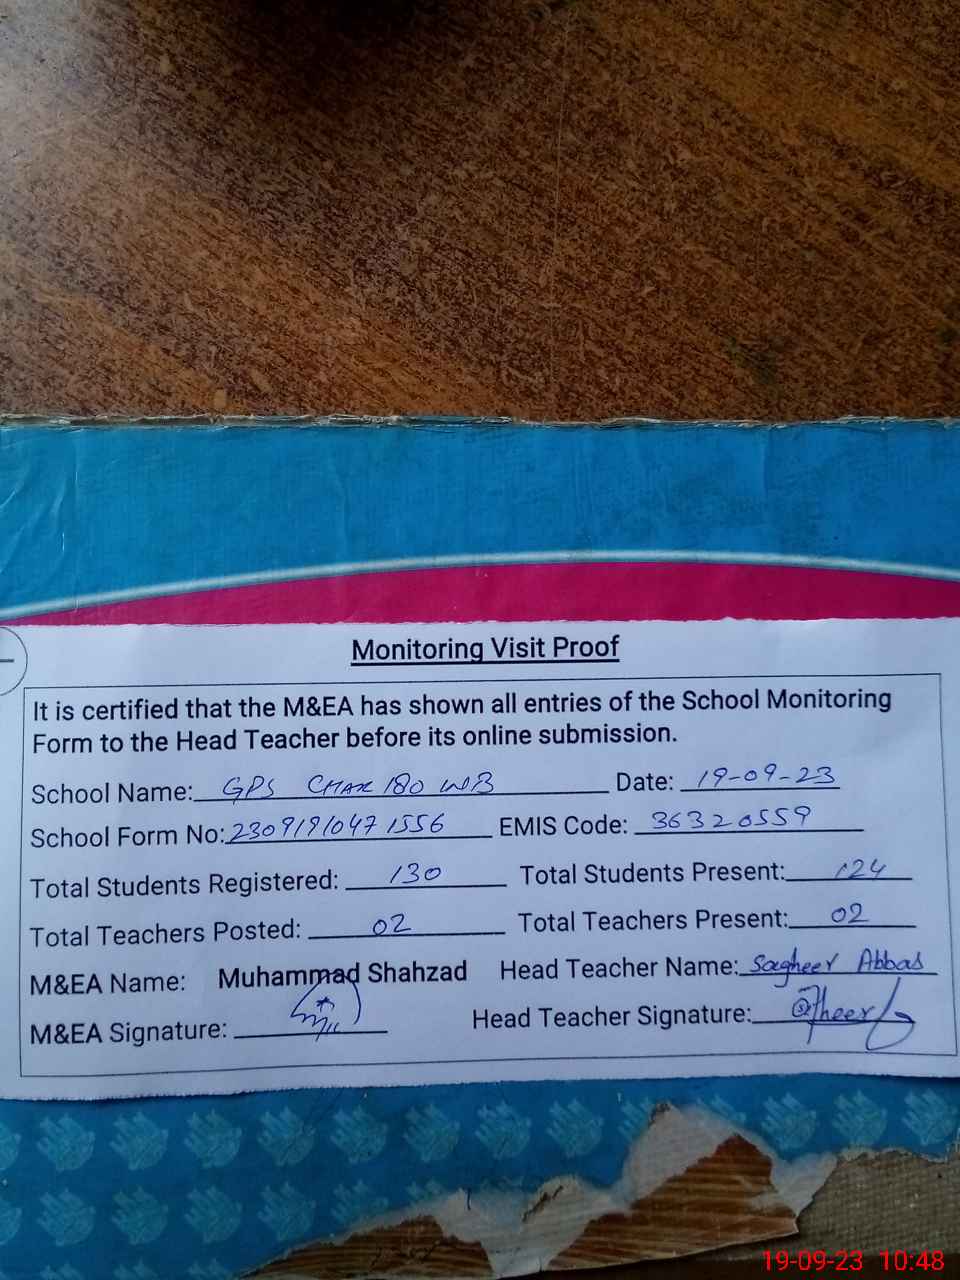 Monitoring Visit Proof
It is certified that the M&EA has shown all entries of the School Monitoring
Form to the Head Teacher before its online submission.
School Name: GPS CHAK 180 WB Date: 19-09-23
School Form No: 23091910471556 EMIS Code: 36320559
Total Students Registered: 130 Total Students Present: 124
Total Teachers Posted: 02 Total Teachers Present: 02
M&EA Name: Muhammad Shahzad Head Teacher Name: Sagheer Abbas
M&EA Signature: Head Teacher Signature:
19-09-23 10:48